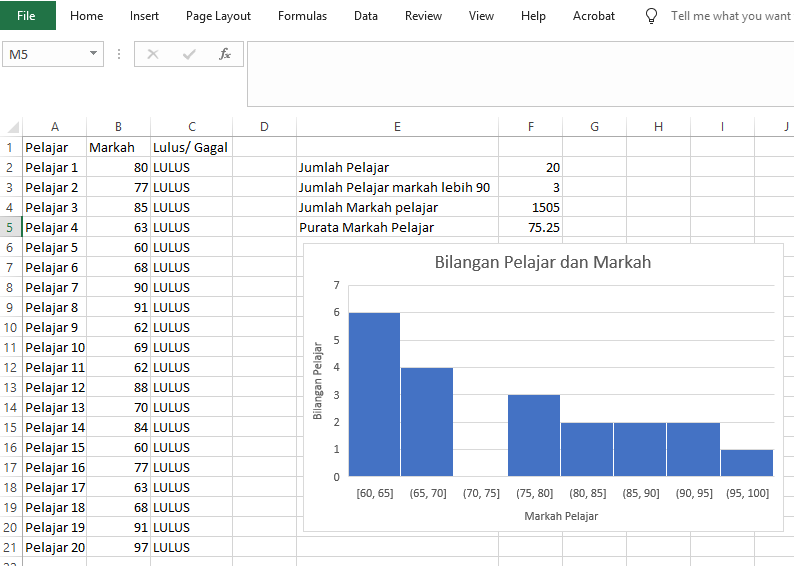 File Home Insert Page Layout Formulas Data Review View Help Acrobat Tell me what you want
M5 fx
A B C D E F G H I J
1 Pelajar Markah Lulus/ Gagal
2 Pelajar 1 80 LULUS Jumlah Pelajar 20
3 Pelajar 2 77 LULUS Jumlah Pelajar markah lebih 90 3
4 Pelajar 3 85 LULUS Jumlah Markah pelajar 1505
5 Pelajar 4 63 LULUS Purata Markah Pelajar 75.25
6 Pelajar 5 60 LULUS
7 Pelajar 6 68 LULUS
8 Pelajar 7 90 LULUS
9 Pelajar 8 91 LULUS
10 Pelajar 9 62 LULUS
11 Pelajar 10 69 LULUS
12 Pelajar 11 62 LULUS
13 Pelajar 12 88 LULUS
14 Pelajar 13 70 LULUS
15 Pelajar 14 84 LULUS
16 Pelajar 15 60 LULUS
17 Pelajar 16 77 LULUS
18 Pelajar 17 63 LULUS
19 Pelajar 18 68 LULUS
20 Pelajar 19 91 LULUS
21 Pelajar 20 97 LULUS
Bilangan Pelajar dan Markah
Bilangan Pelajar
7
6
5
4
3
2
1
0
[60, 65] (65, 70] (70, 75] (75, 80] (80, 85] (85, 90] (90, 95] (95, 100]
Markah Pelajar